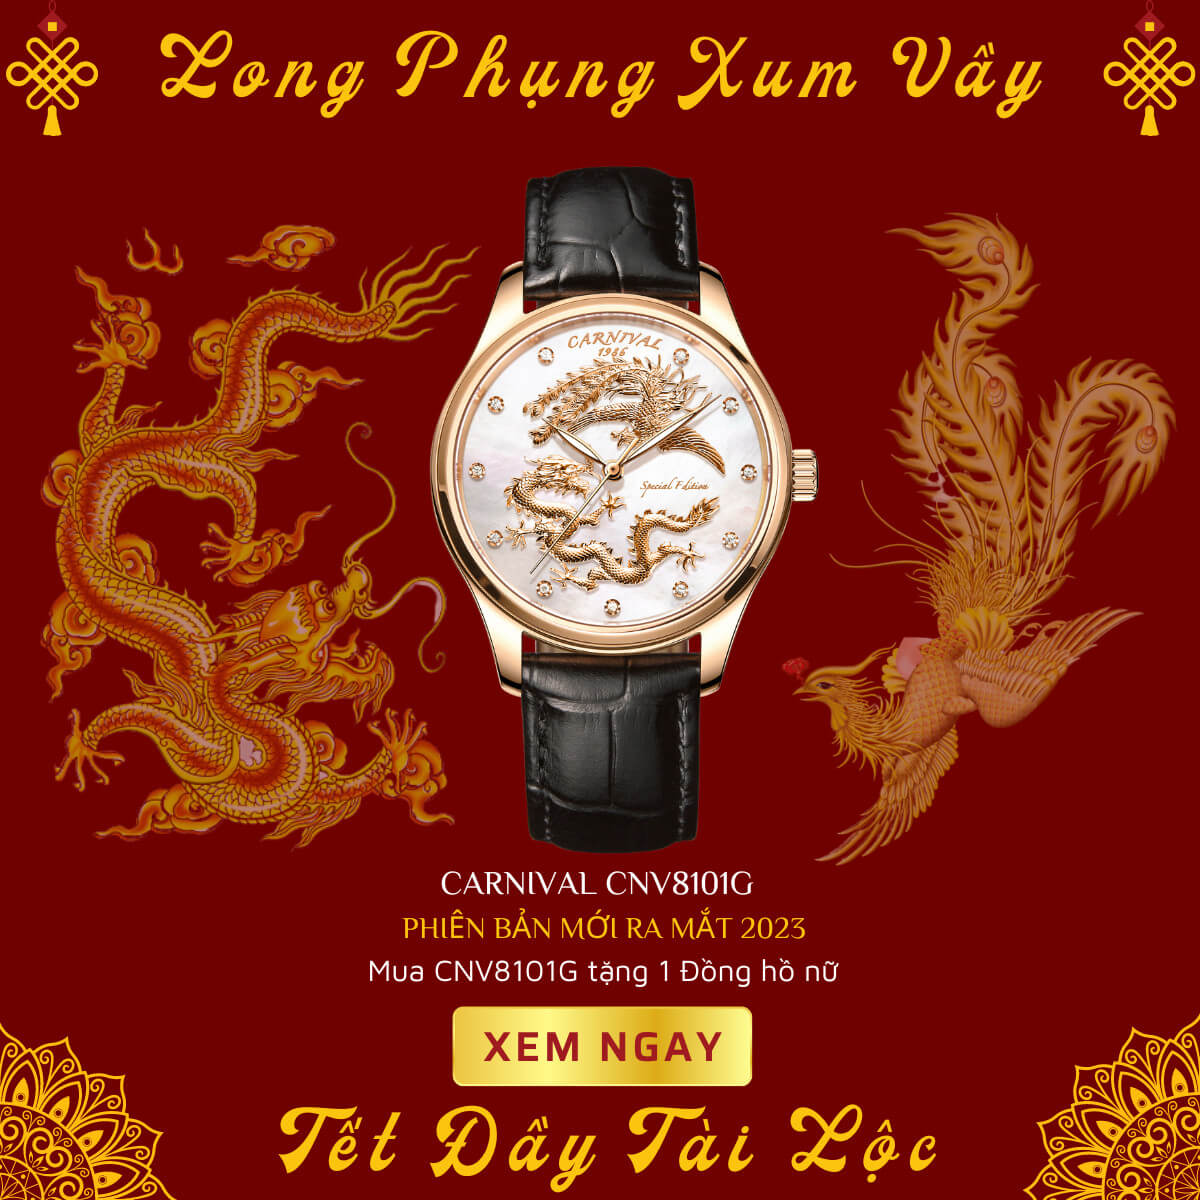 Long Phụng Xum Vầy
CARNIVAL
1986
Special Edition
CARNIVAL CNV8101G
PHIÊN BẢN MỚI RA MẮT 2023
Mua CNV8101G tặng 1 Đồng hồ nữ
XEM NGAY
Tết Đầy Tài Lộc